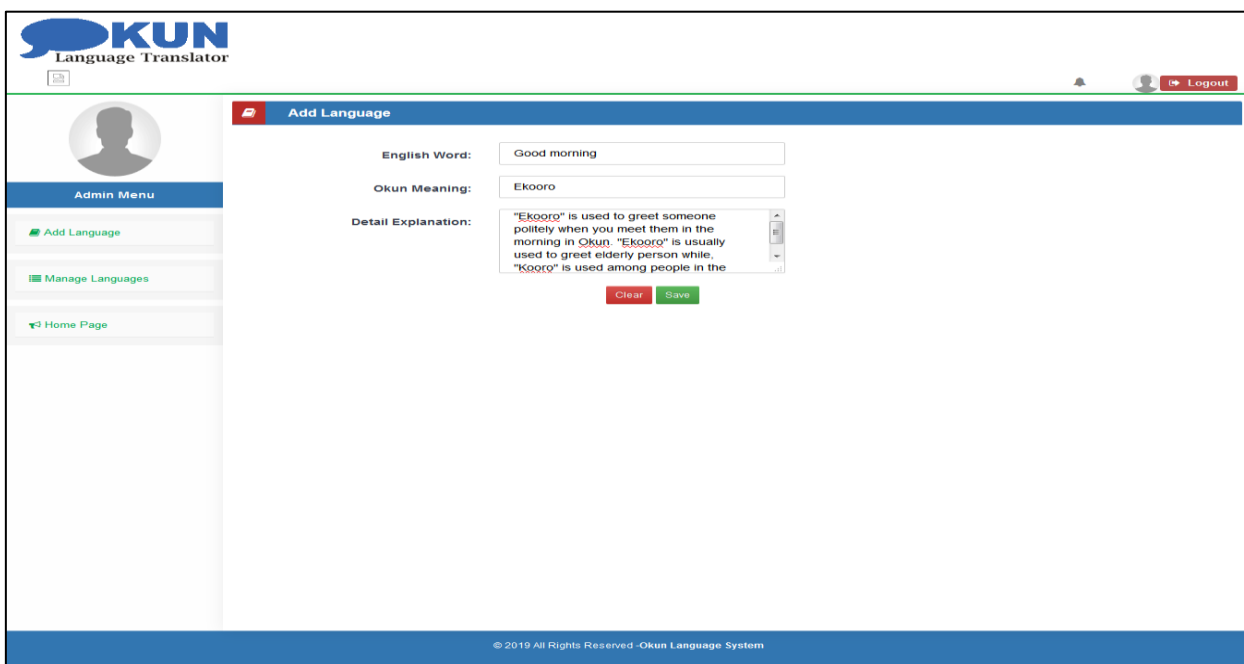 OKUN
Language Translator
Logout
Add Language
English Word:
Good morning
Okun Meaning:
Ekooro
Detail Explanation:
"Ekooro" is used to greet someone
politely when you meet them in the
morning in Okun. "Ekooro" is usually
used to greet elderly person while,
"Kooro" is used among people in the
Clear Save
Admin Menu
Add Language
Manage Languages
Home Page
© 2019 All Rights Reserved -Okun Language System